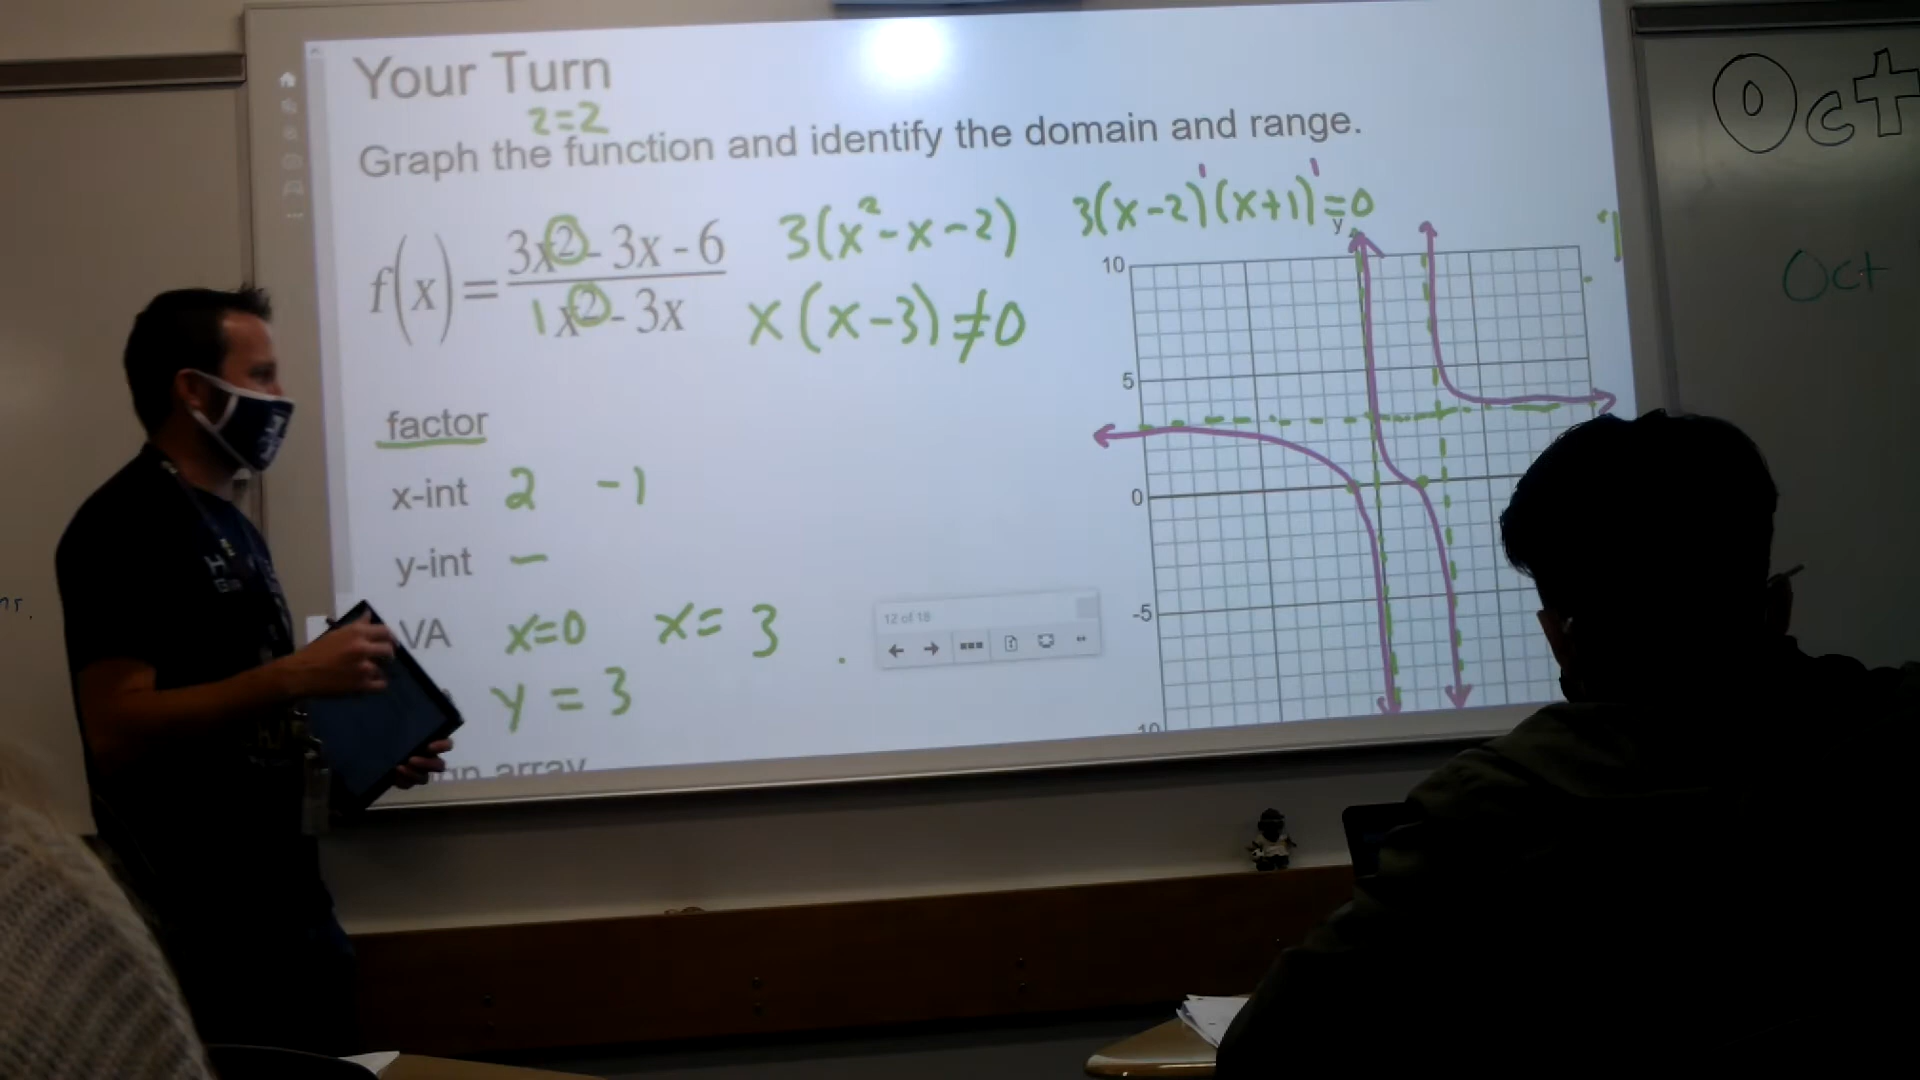 Your Turn
2=2
Graph the function and identify the domain and range.
f(x) = 3x2 - 3x - 6
1x2 - 3x
3(x²-x-2)
3(x-2)'(x+1)'=0
x(x-3)≠0
factor
x-int 2 -1
y-int —
VA x=0 x=3
y = 3
y
10
5
0
-5
10
12 of 18
Oct
Oct